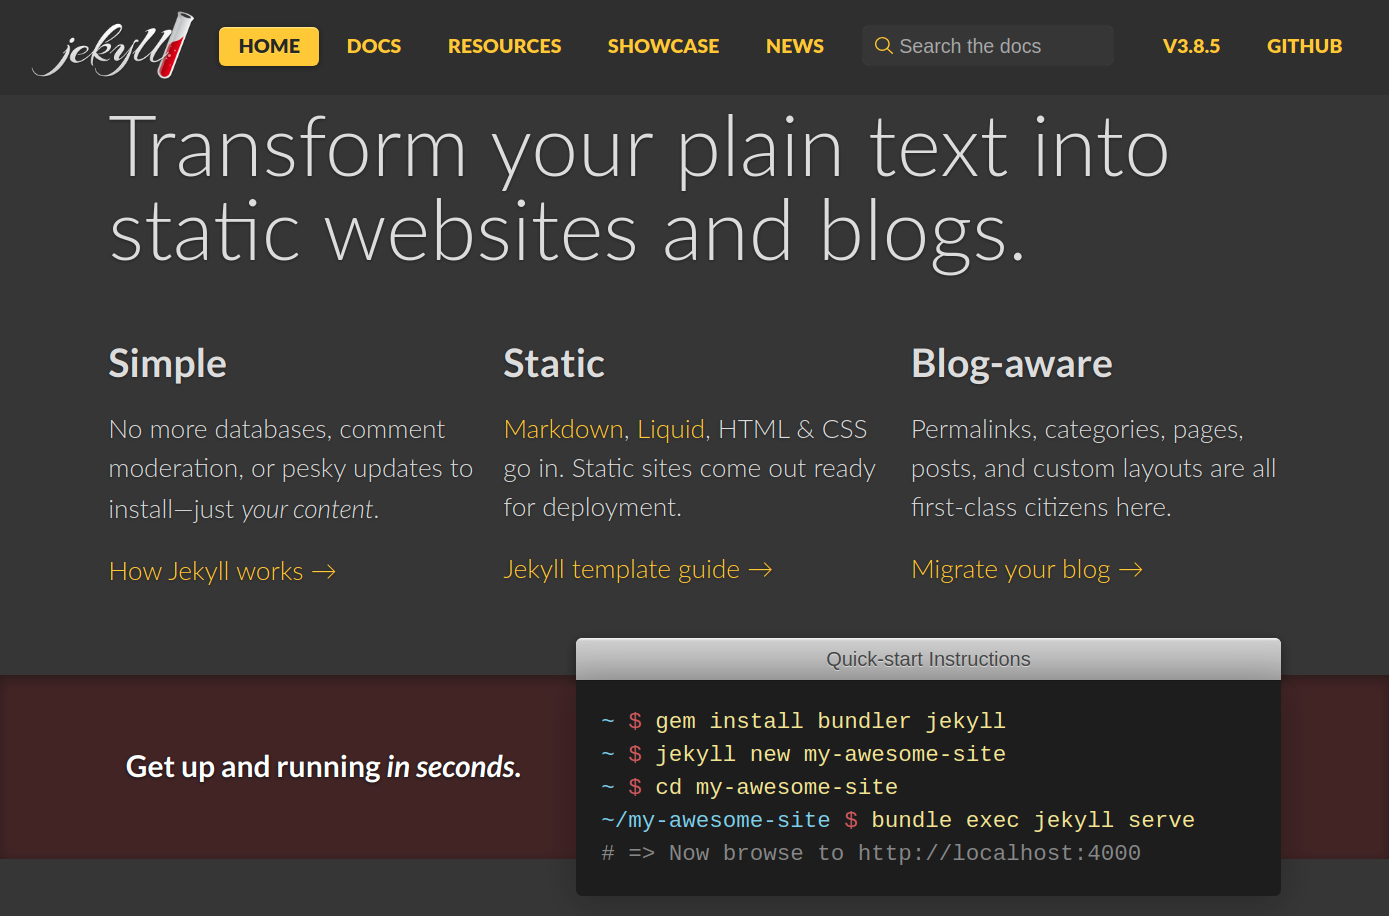 jekyll
HOME DOCS RESOURCES SHOWCASE NEWS Search the docs V3.8.5 GITHUB
Transform your plain text into
static websites and blogs.
Simple
No more databases, comment
moderation, or pesky updates to
install—just your content.
How Jekyll works →
Static
Markdown, Liquid, HTML & CSS
go in. Static sites come out ready
for deployment.
Jekyll template guide →
Blog-aware
Permalinks, categories, pages,
posts, and custom layouts are all
first-class citizens here.
Migrate your blog →
Get up and running in seconds.
Quick-start Instructions
~ $ gem install bundler jekyll
~ $ jekyll new my-awesome-site
~ $ cd my-awesome-site
~/my-awesome-site $ bundle exec jekyll serve
# => Now browse to http://localhost:4000